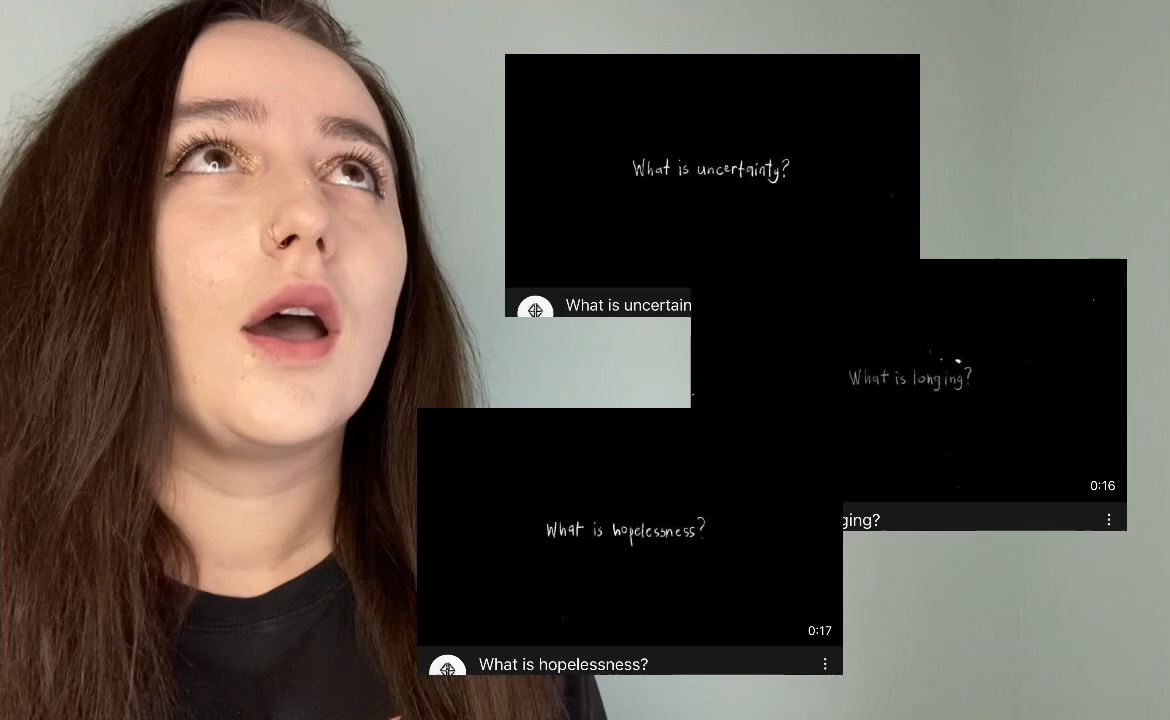 What is uncertainty?
What is uncertain
What is longing?
0:16
ging?
What is hopelessness?
0:17
What is hopelessness?